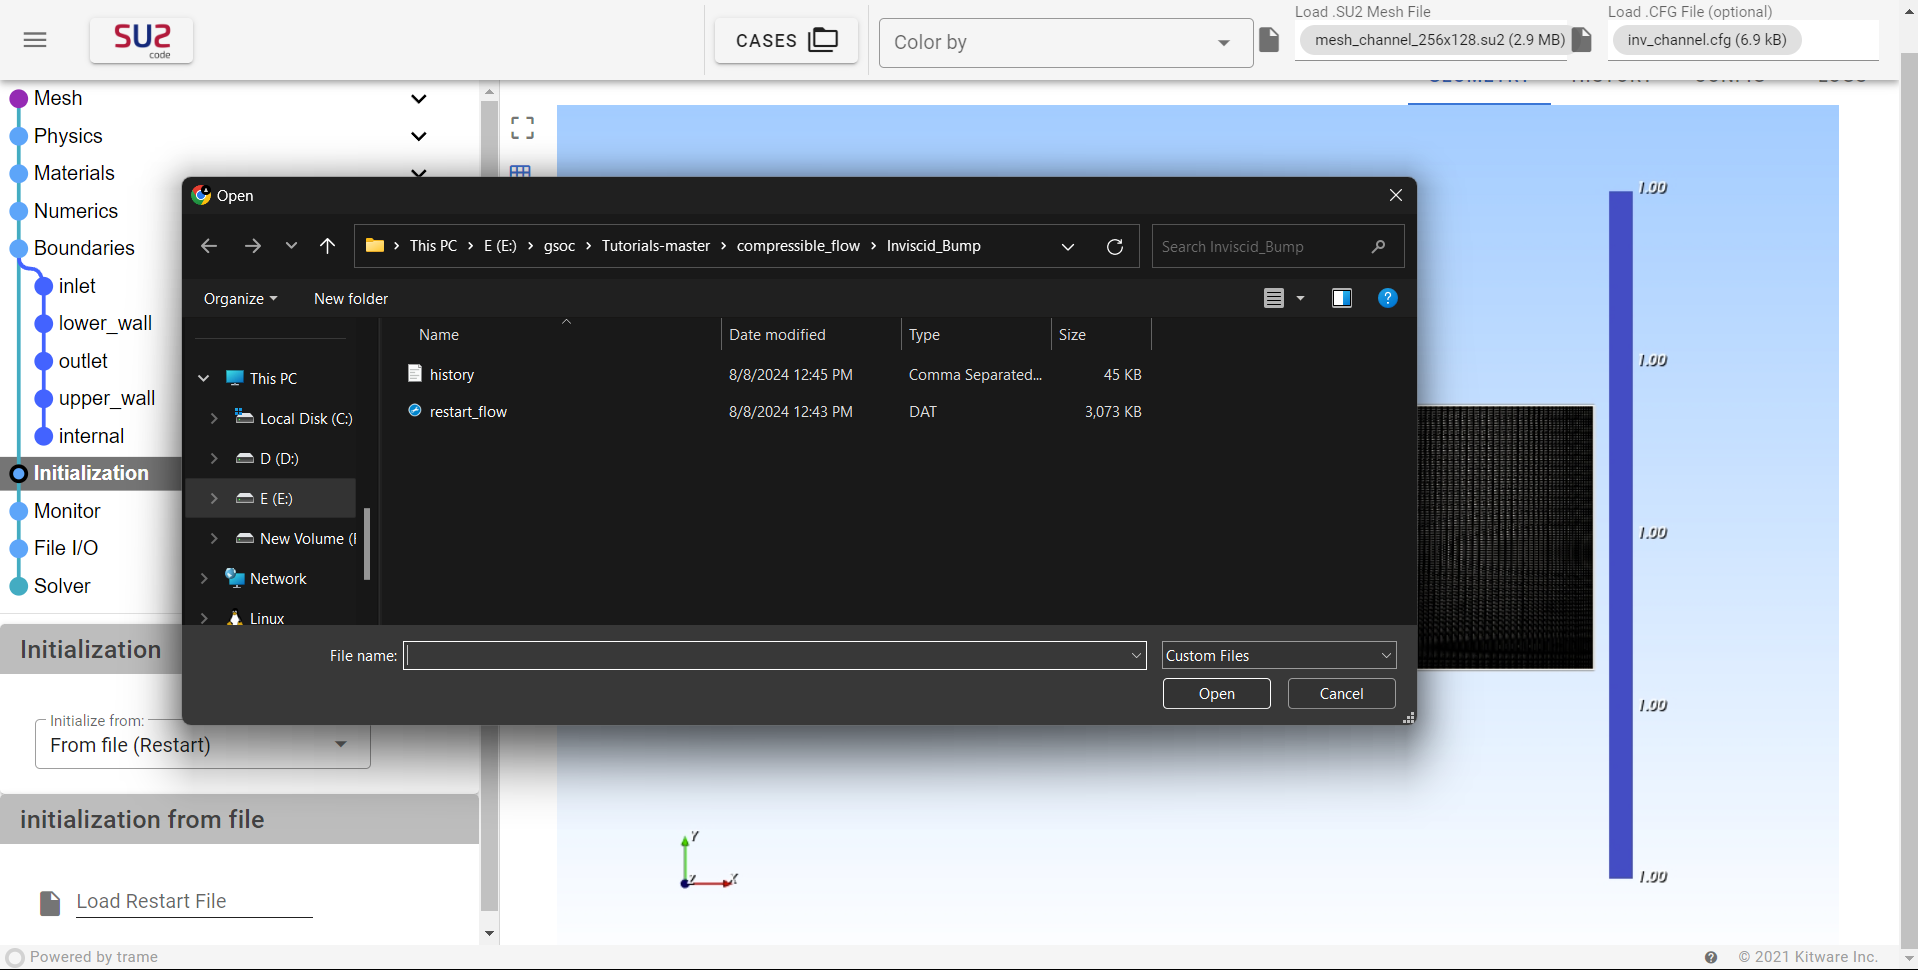 SU2
code
CASES
Color by
Load .SU2 Mesh File
mesh_channel_256x128.su2 (2.9 MB)
Load .CFG File (optional)
inv_channel.cfg (6.9 kB)
GEOMETRY HISTORY CONFIG LOGS
Mesh
Physics
Materials
Numerics
Boundaries
inlet
lower_wall
outlet
upper_wall
internal
Initialization
Monitor
File I/O
Solver
Initialization
Initialize from:
From file (Restart)
initialization from file
Load Restart File
Open
This PC > E (E:) > gsoc > Tutorials-master > compressible_flow > Inviscid_Bump
Search Inviscid_Bump
Organize
New folder
?
This PC
Local Disk (C:)
D (D:)
E (E:)
New Volume (
Network
Linux
Name Date modified Type Size
history 8/8/2024 12:45 PM Comma Separated... 45 KB
restart_flow 8/8/2024 12:43 PM DAT 3,073 KB
File name:
Custom Files
Open
Cancel
1.00
1.00
1.00
1.00
1.00
Y
Z
X
Powered by trame
? © 2021 Kitware Inc.